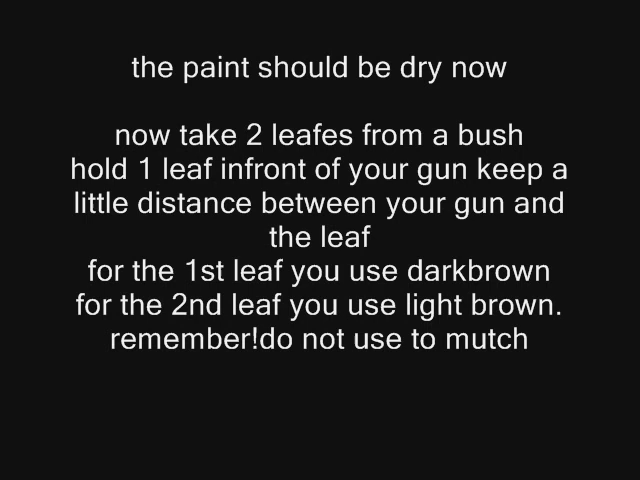 the paint should be dry now
now take 2 leafes from a bush
hold 1 leaf infront of your gun keep a
little distance between your gun and
the leaf
for the 1st leaf you use darkbrown
for the 2nd leaf you use light brown.
remember!do not use to mutch